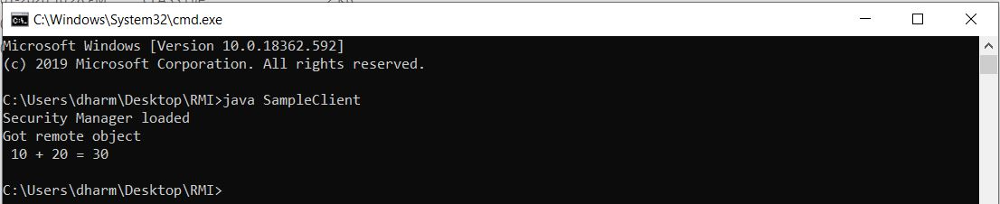 C:\Windows\System32\cmd.exe
Microsoft Windows [Version 10.0.18362.592]
(c) 2019 Microsoft Corporation. All rights reserved.
C:\Users\dharm\Desktop\RMI>java SampleClient
Security Manager loaded
Got remote object
10 + 20 = 30
C:\Users\dharm\Desktop\RMI>